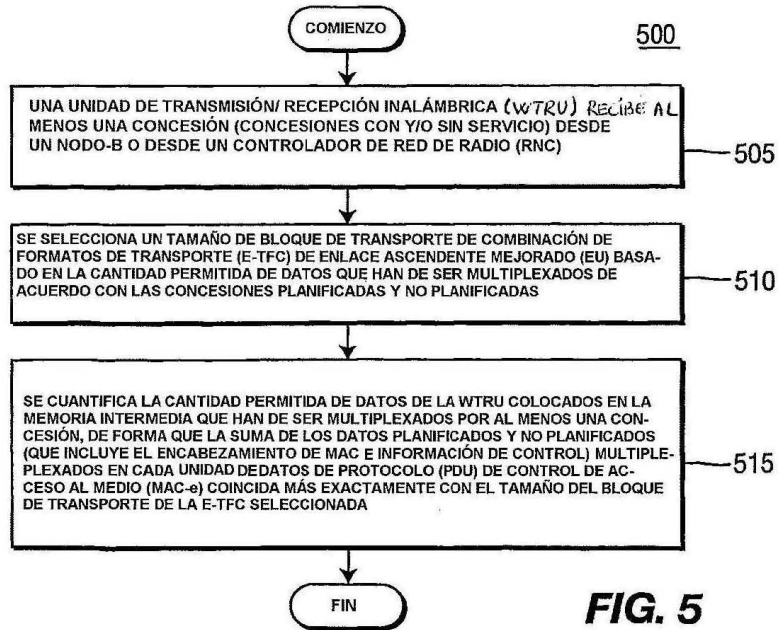 COMIENZO
500
UNA UNIDAD DE TRANSMISIÓN/ RECEPCIÓN INALÁMBRICA (WTRU) RECIBE AL
MENOS UNA CONCESIÓN (CONCESIONES CON Y/O SIN SERVICIO) DESDE
UN NODO-B O DESDE UN CONTROLADOR DE RED DE RADIO (RNC)
505
SE SELECCIONA UN TAMAÑO DE BLOQUE DE TRANSPORTE DE COMBINACIÓN DE
FORMATOS DE TRANSPORTE (E-TFC) DE ENLACE ASCENDENTE MEJORADO (EU) BASA-
DO EN LA CANTIDAD PERMITIDA DE DATOS QUE HAN DE SER MULTIPLEXADOS DE
ACUERDO CON LAS CONCESIONES PLANIFICADAS Y NO PLANIFICADAS
510
SE CUANTIFICA LA CANTIDAD PERMITIDA DE DATOS DE LA WTRU COLOCADOS EN LA
MEMORIA INTERMEDIA QUE HAN DE SER MULTIPLEXADOS POR AL MENOS UNA CON-
CESIÓN, DE FORMA QUE LA SUMA DE LOS DATOS PLANIFICADOS Y NO PLANIFICADOS
(QUE INCLUYE EL ENCABEZAMIENTO DE MAC E INFORMACIÓN DE CONTROL) MULTIPLE-
PLEXADOS EN CADA UNIDAD DEDATOS DE PROTOCOLO (PDU) DE CONTROL DE AC-
CESO AL MEDIO (MAC-e) COINCIDA MÁS EXACTAMENTE CON EL TAMAÑO DEL BLOQUE
DE TRANSPORTE DE LA E-TFC SELECCIONADA
515
FIN
FIG. 5